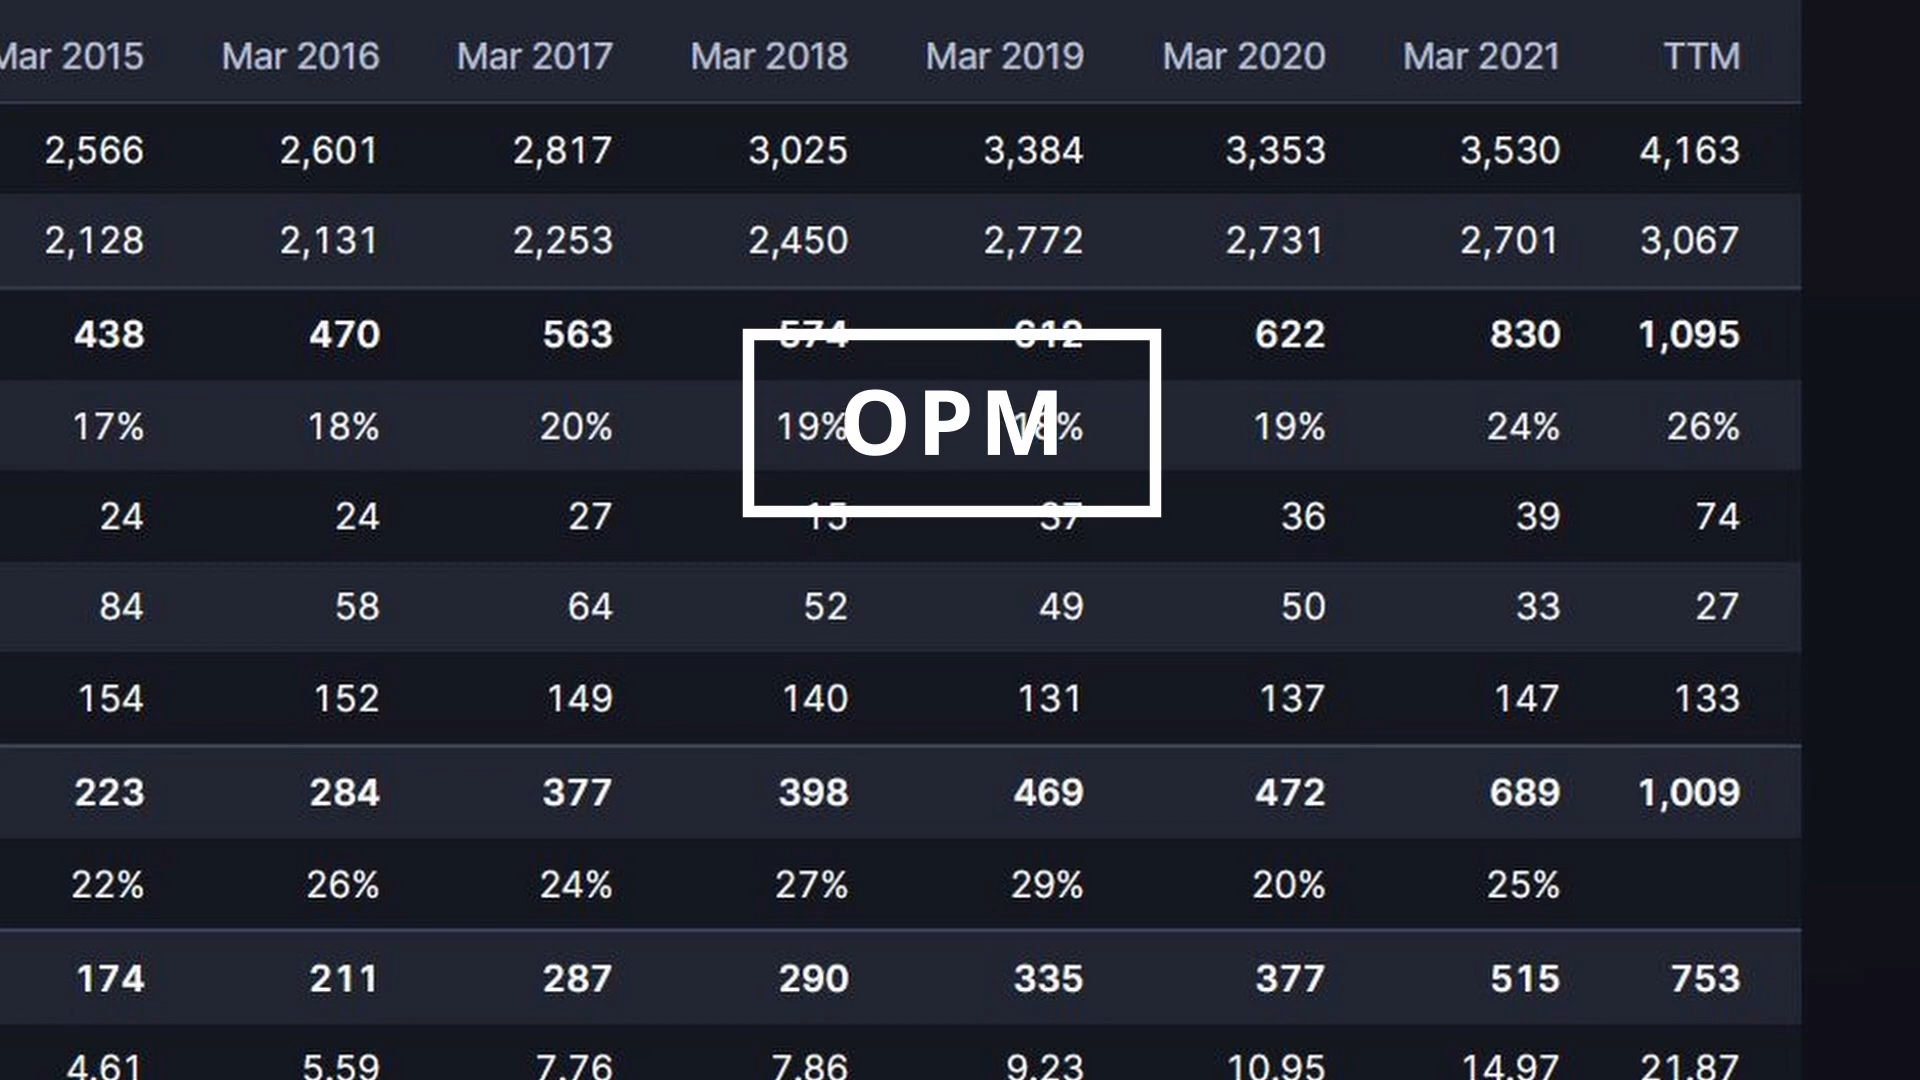 Mar 2015 Mar 2016 Mar 2017 Mar 2018 Mar 2019 Mar 2020 Mar 2021 TTM
2,566 2,601 2,817 3,025 3,384 3,353 3,530 4,163
2,128 2,131 2,253 2,450 2,772 2,731 2,701 3,067
438 470 563 574 612 622 830 1,095
17% 18% 20% 19% 18% 19% 24% 26%
OPM
24 24 27 15 37 36 39 74
84 58 64 52 49 50 33 27
154 152 149 140 131 137 147 133
223 284 377 398 469 472 689 1,009
22% 26% 24% 27% 29% 20% 25%
174 211 287 290 335 377 515 753
4.61 5.59 7.76 7.86 9.23 10.95 14.97 21.87